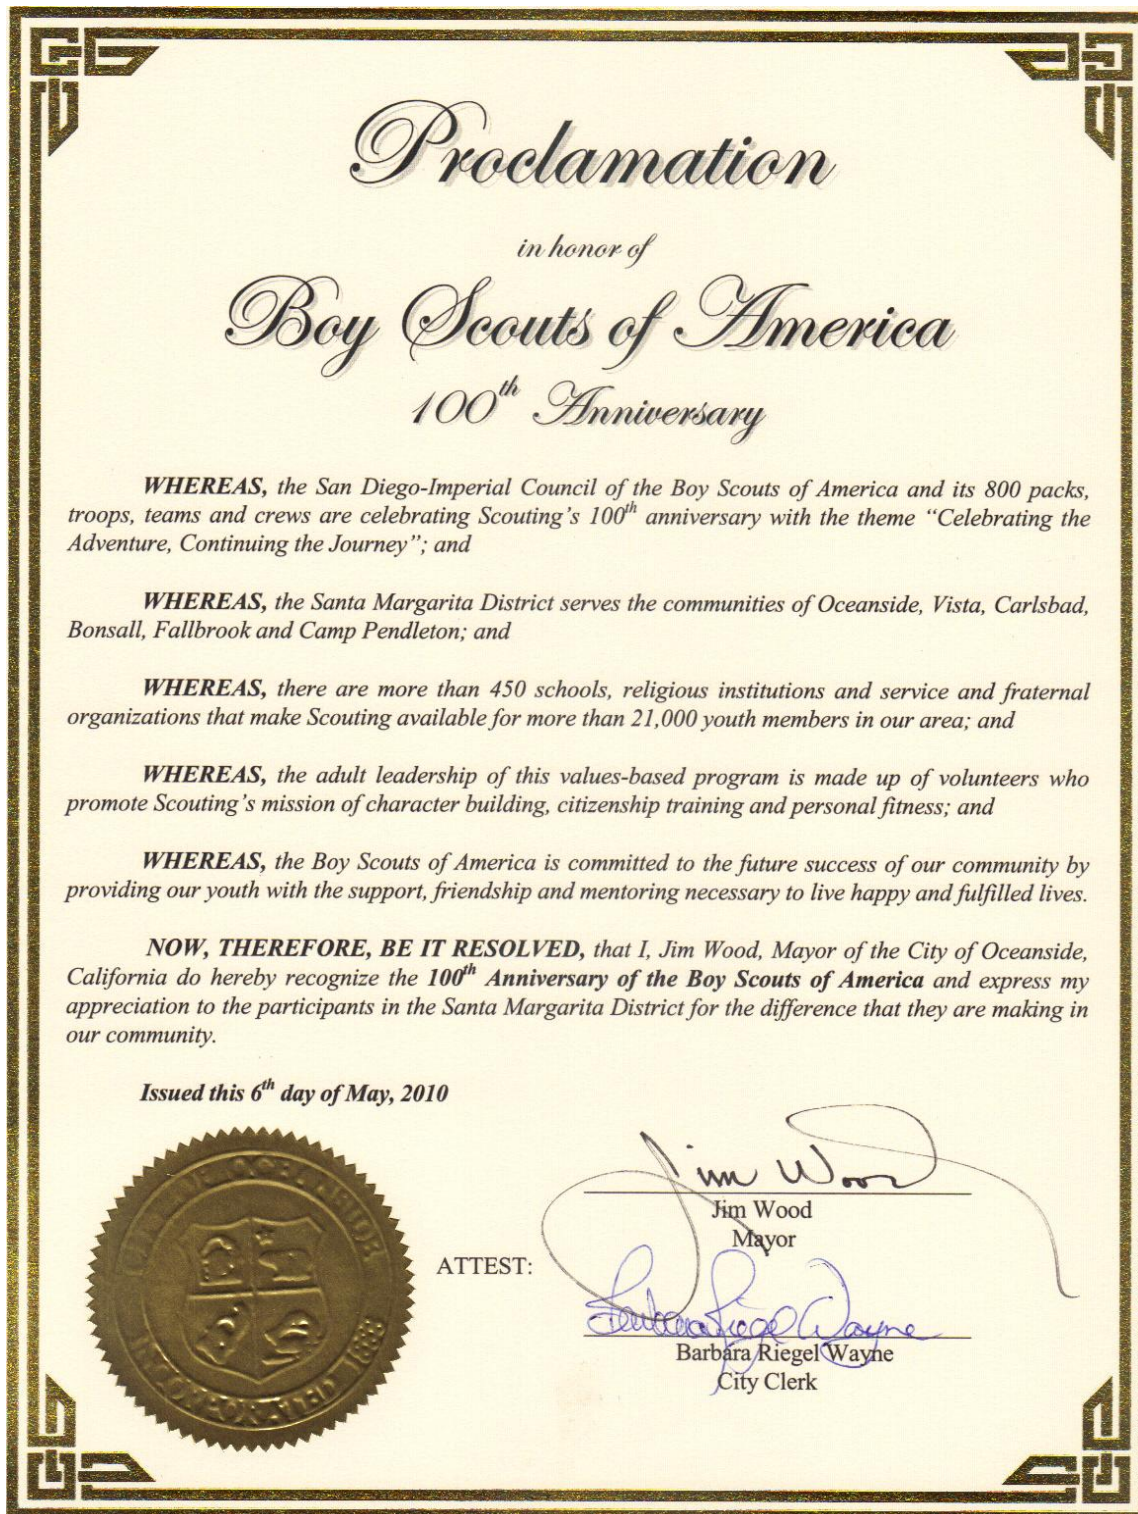 Proclamation
in honor of
Boy Scouts of America
100th Anniversary
WHEREAS, the San Diego-Imperial Council of the Boy Scouts of America and its 800 packs,
troops, teams and crews are celebrating Scouting's 100th anniversary with the theme “Celebrating the
Adventure, Continuing the Journey”; and
WHEREAS, the Santa Margarita District serves the communities of Oceanside, Vista, Carlsbad,
Bonsall, Fallbrook and Camp Pendleton; and
WHEREAS, there are more than 450 schools, religious institutions and service and fraternal
organizations that make Scouting available for more than 21,000 youth members in our area; and
WHEREAS, the adult leadership of this values-based program is made up of volunteers who
promote Scouting's mission of character building, citizenship training and personal fitness; and
WHEREAS, the Boy Scouts of America is committed to the future success of our community by
providing our youth with the support, friendship and mentoring necessary to live happy and fulfilled lives.
NOW, THEREFORE, BE IT RESOLVED, that I, Jim Wood, Mayor of the City of Oceanside,
California do hereby recognize the 100th Anniversary of the Boy Scouts of America and express my
appreciation to the participants in the Santa Margarita District for the difference that they are making in
our community.
Issued this 6th day of May, 2010
Jim Wood
Jim Wood
Mayor
ATTEST:
Barbara Riegel Wayne
Barbara Riegel Wayne
City Clerk
INCORPORATED 1888